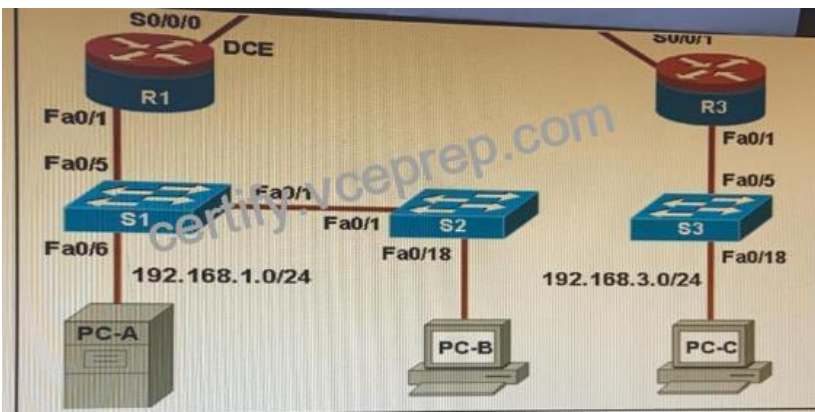 S0/0/0
DCE
S0/0/1
R1
R3
Fa0/1
Fa0/1
Fa0/5
Fa0/5
Fa0/1
S1
Fa0/1
S2
S3
Fa0/6
Fa0/18
Fa0/18
192.168.1.0/24
192.168.3.0/24
PC-A
PC-B
PC-C
certify.vceprep.com